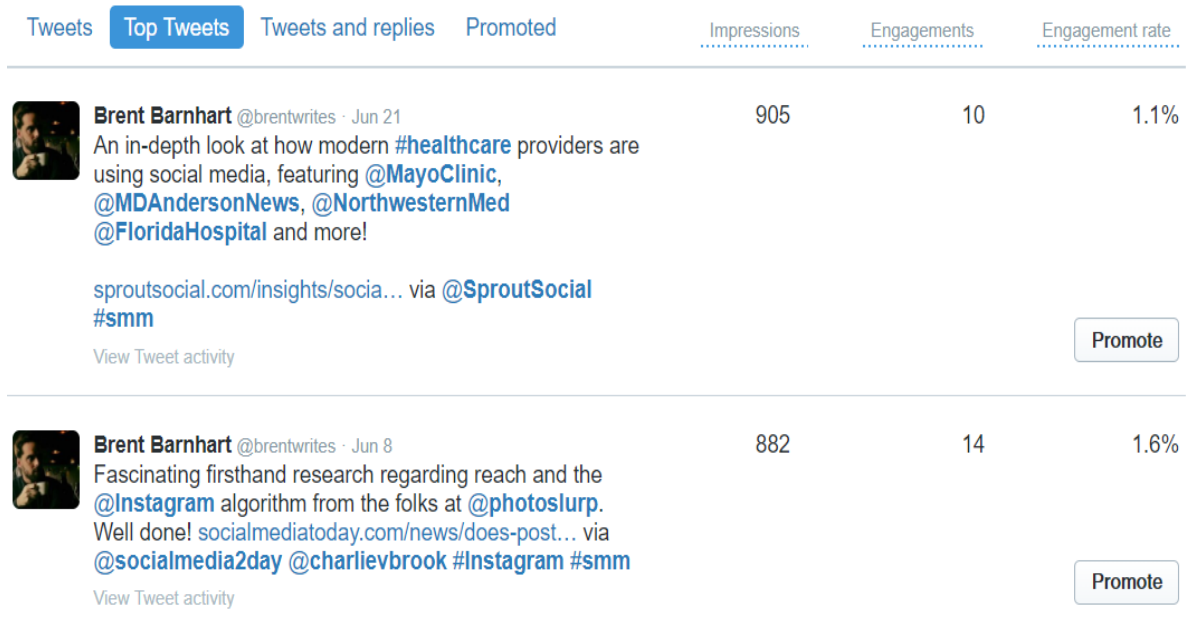 Tweets Top Tweets Tweets and replies Promoted Impressions Engagements Engagement rate
Brent Barnhart @brentwrites · Jun 21 905 10 1.1%
An in-depth look at how modern #healthcare providers are
using social media, featuring @MayoClinic,
@MDAndersonNews, @NorthwesternMed
@FloridaHospital and more!
sproutsocial.com/insights/socia… via @SproutSocial
#smm
Promote
View Tweet activity
Brent Barnhart @brentwrites · Jun 8 882 14 1.6%
Fascinating firsthand research regarding reach and the
@Instagram algorithm from the folks at @photoslurp.
Well done! socialmediatoday.com/news/does-post… via
@socialmedia2day @charlievbrook #Instagram #smm
Promote
View Tweet activity